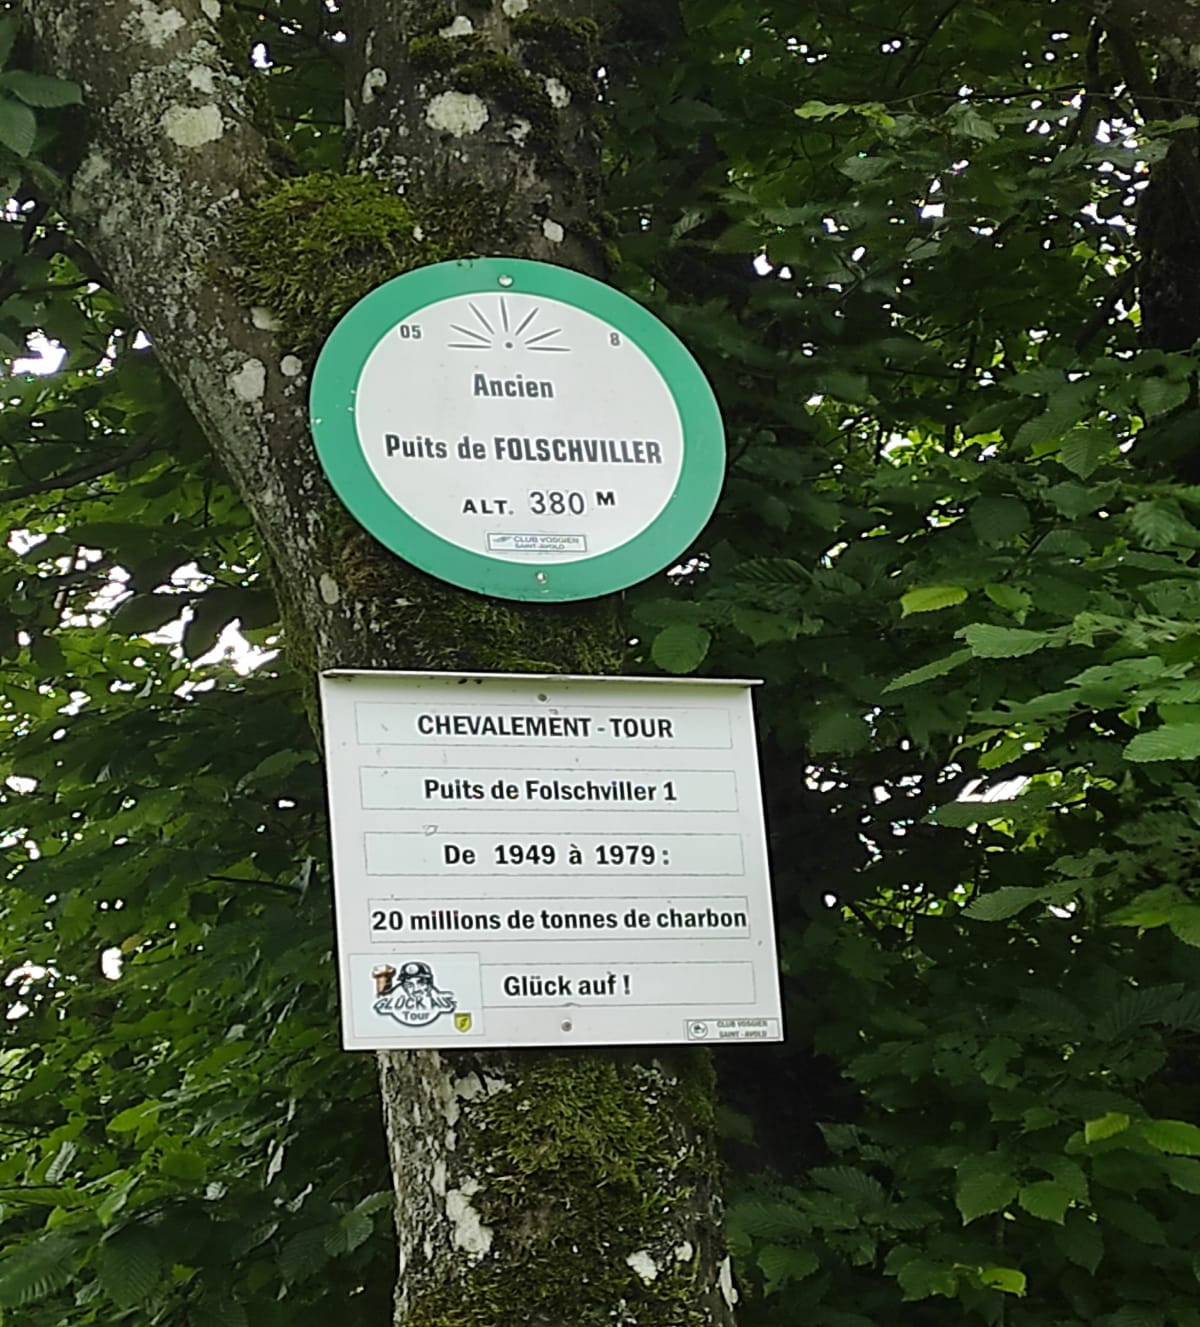 05
8
Ancien
Puits de FOLSCHVILLER
ALT. 380 M
CLUB VOSGIEN
SAINT-AVOLD
CHEVALEMENT - TOUR
Puits de Folschviller 1
De 1949 à 1979 :
20 millions de tonnes de charbon
Glück auf !
GLÜCK AUF
Tour
CLUB VOSGIEN
SAINT - AVOLD